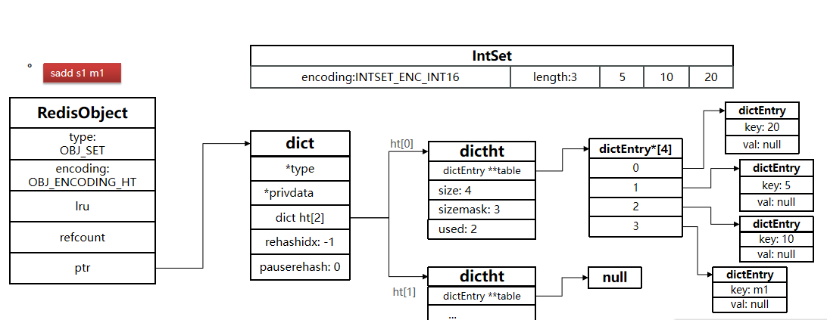 sadd s1 m1
IntSet
encoding:INTSET_ENC_INT16 length:3 5 10 20
RedisObject
type:
OBJ_SET
encoding:
OBJ_ENCODING_HT
lru
refcount
ptr
dict
*type
*privdata
dict ht[2]
rehashidx: -1
pauserehash: 0
ht[0]
dictht
dictEntry **table
size: 4
sizemask: 3
used: 2
ht[1]
dictht
dictEntry **table
...
dictEntry*[4]
0
1
2
3
null
dictEntry
key: 20
val: null
dictEntry
key: 5
val: null
dictEntry
key: 10
val: null
dictEntry
key: m1
val: null